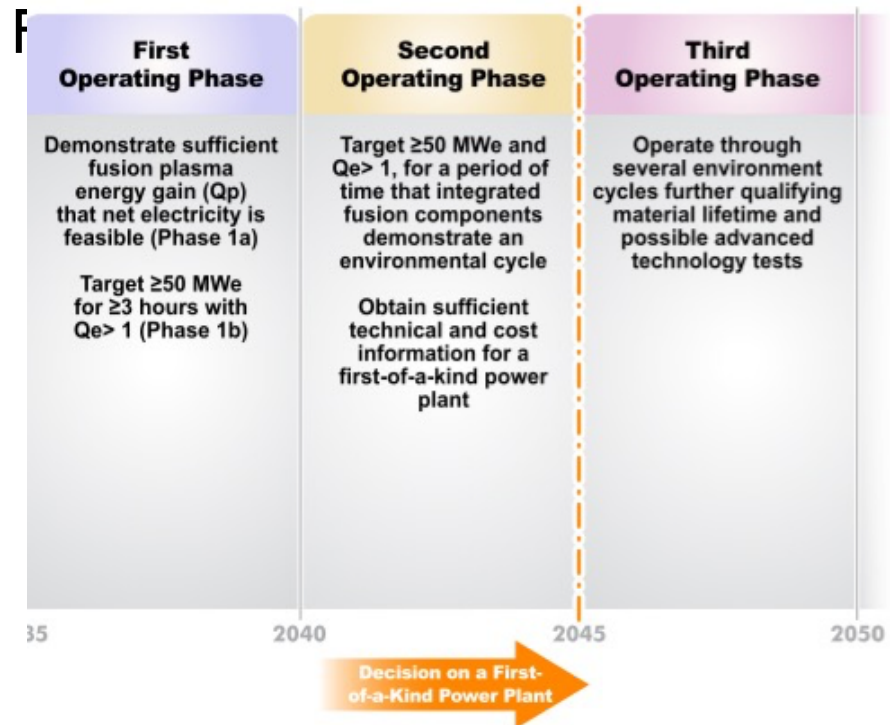 F
First
Operating Phase
Second
Operating Phase
Third
Operating Phase
Demonstrate sufficient
fusion plasma
energy gain (Qp)
that net electricity is
feasible (Phase 1a)
Target ≥50 MWe
for ≥3 hours with
Qe> 1 (Phase 1b)
Target ≥50 MWe and
Qe> 1, for a period of
time that integrated
fusion components
demonstrate an
environmental cycle
Obtain sufficient
technical and cost
information for a
first-of-a-kind power
plant
Operate through
several environment
cycles further qualifying
material lifetime and
possible advanced
technology tests
35
2040
2045
2050
Decision on a First-
of-a-Kind Power Plant